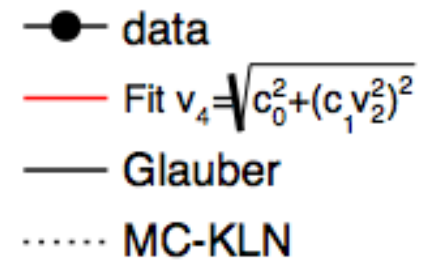 data
Fit v₄=√c₀²+(c₁v₂²)²
Glauber
MC-KLN